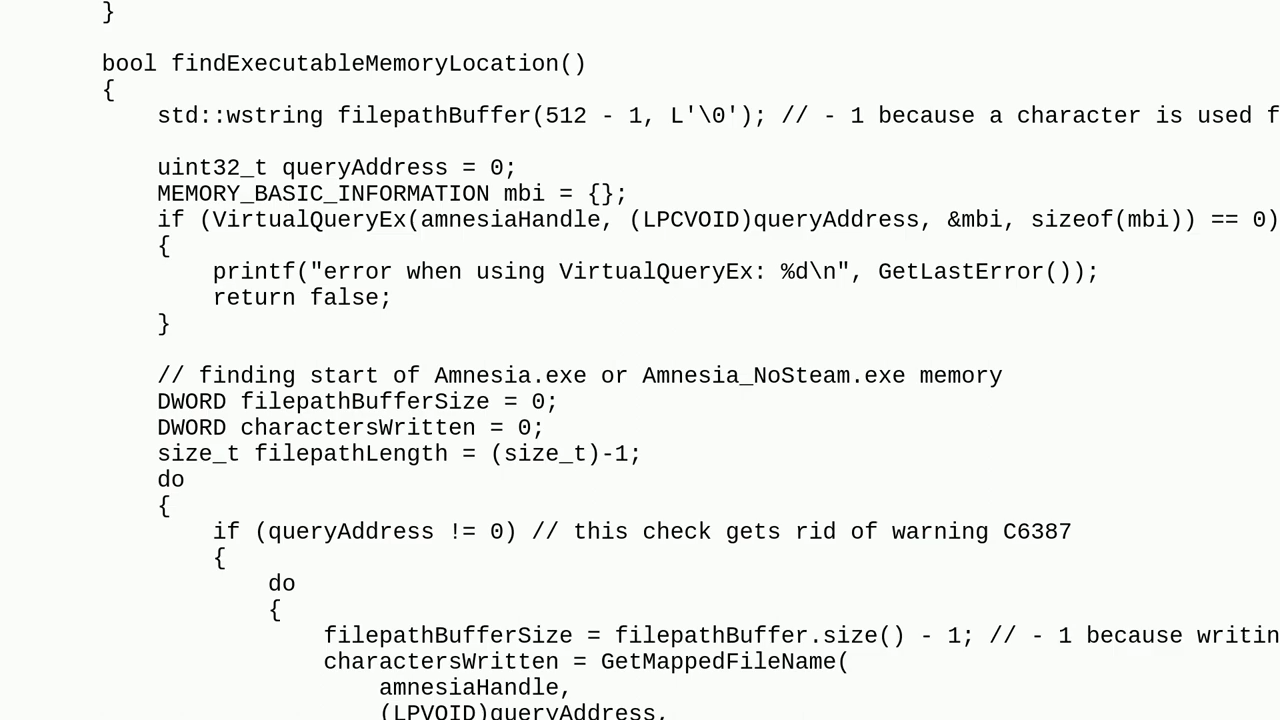 }
bool findExecutableMemoryLocation()
{
std::wstring filepathBuffer(512 - 1, L'\0'); // - 1 because a character is used f
uint32_t queryAddress = 0;
MEMORY_BASIC_INFORMATION mbi = {};
if (VirtualQueryEx(amnesiaHandle, (LPCVOID)queryAddress, &mbi, sizeof(mbi)) == 0)
{
printf("error when using VirtualQueryEx: %d\n", GetLastError());
return false;
}
// finding start of Amnesia.exe or Amnesia_NoSteam.exe memory
DWORD filepathBufferSize = 0;
DWORD charactersWritten = 0;
size_t filepathLength = (size_t)-1;
do
{
if (queryAddress != 0) // this check gets rid of warning C6387
{
do
{
filepathBufferSize = filepathBuffer.size() - 1; // - 1 because writin
charactersWritten = GetMappedFileName(
amnesiaHandle,
(LPVOID)queryAddress,